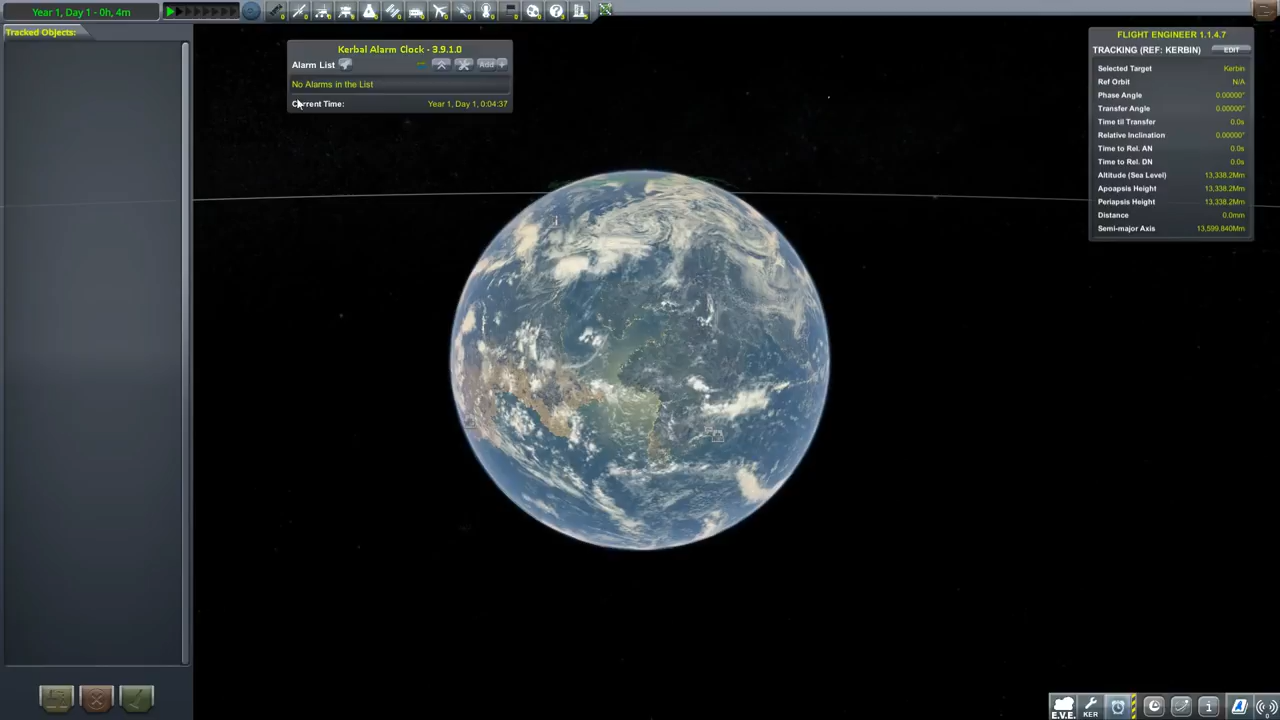 Year 1, Day 1 - 0h, 4m
Tracked Objects:
Kerbal Alarm Clock - 3.9.1.0
Alarm List
Add +
No Alarms in the List
Current Time: Year 1, Day 1, 0:04:37
FLIGHT ENGINEER 1.1.4.7
TRACKING (REF: KERBIN) EDIT
Selected Target Kerbin
Ref Orbit N/A
Phase Angle 0.00000°
Transfer Angle 0.00000°
Time til Transfer 0.0s
Relative Inclination 0.00000°
Time to Rel. AN 0.0s
Time to Rel. DN 0.0s
Altitude (Sea Level) 13,338.2Mm
Apoapsis Height 13,338.2Mm
Periapsis Height 13,338.2Mm
Distance 0.0mm
Semi-major Axis 13,599.840Mm
E.V.E. KER